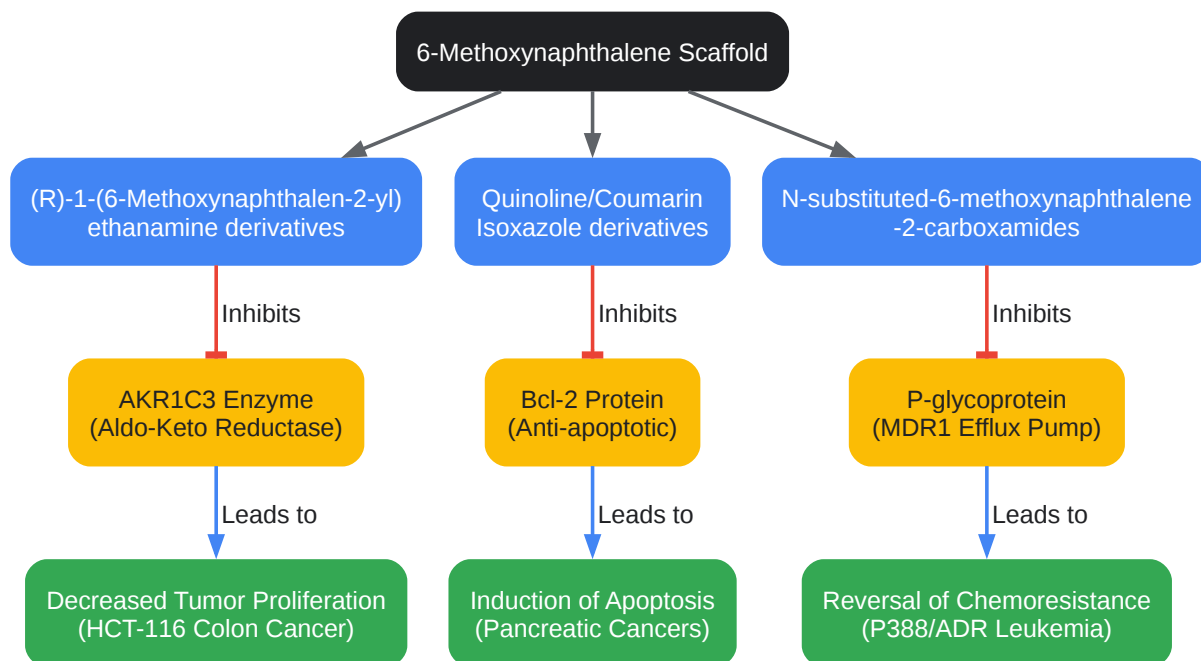 6-Methoxynaphthalene Scaffold
(R)-1-(6-Methoxynaphthalen-2-yl)
ethanamine derivatives
Quinoline/Coumarin
Isoxazole derivatives
N-substituted-6-methoxynaphthalene
-2-carboxamides
Inhibits
Inhibits
Inhibits
AKR1C3 Enzyme
(Aldo-Keto Reductase)
Bcl-2 Protein
(Anti-apoptotic)
P-glycoprotein
(MDR1 Efflux Pump)
Leads to
Leads to
Leads to
Decreased Tumor Proliferation
(HCT-116 Colon Cancer)
Induction of Apoptosis
(Pancreatic Cancers)
Reversal of Chemoresistance
(P388/ADR Leukemia)